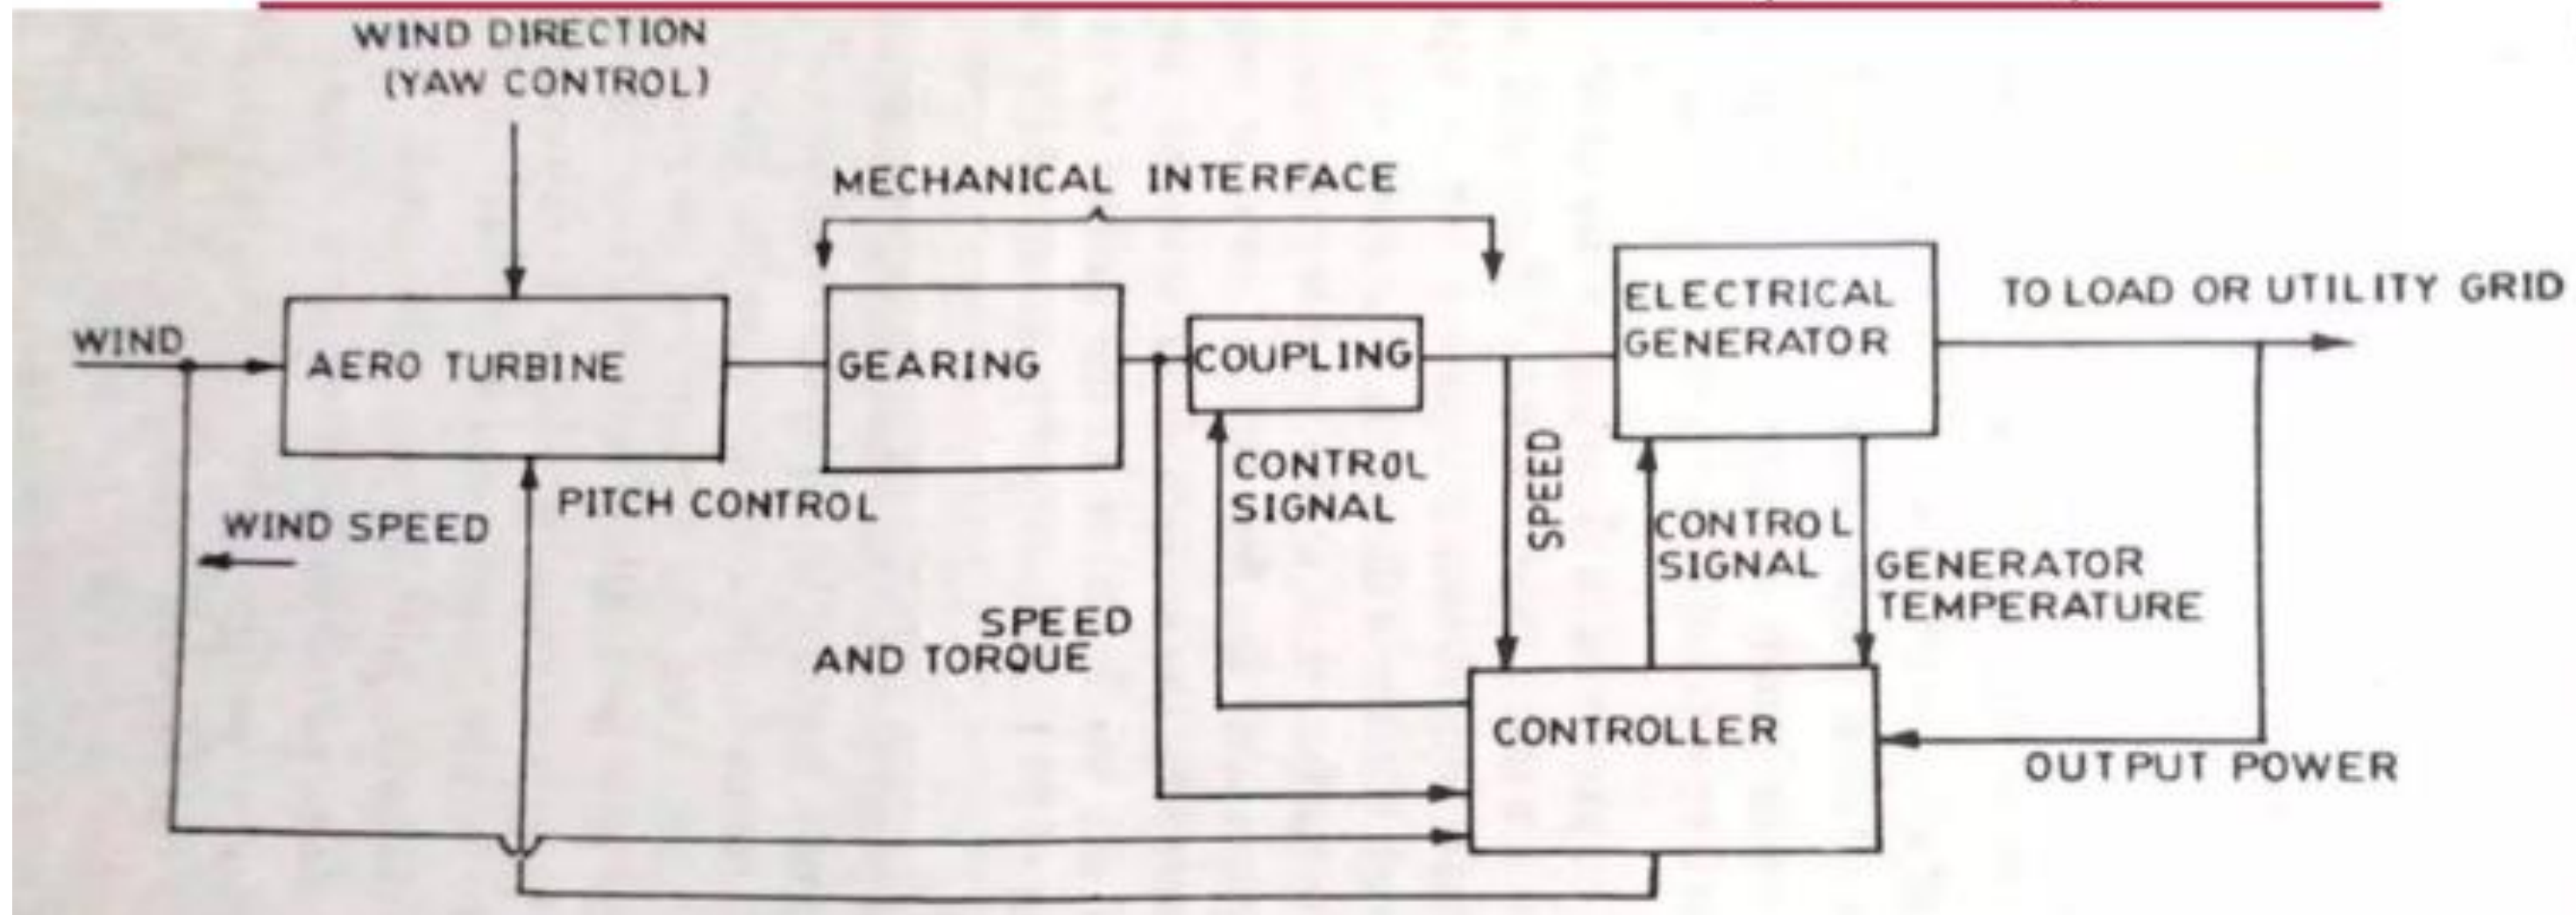 WIND DIRECTION
(YAW CONTROL)
MECHANICAL INTERFACE
WIND
AERO TURBINE
GEARING
COUPLING
ELECTRICAL
GENERATOR
TO LOAD OR UTILITY GRID
WIND SPEED
PITCH CONTROL
CONTROL
SIGNAL
SPEED
CONTROL
SIGNAL
GENERATOR
TEMPERATURE
SPEED
AND TORQUE
CONTROLLER
OUTPUT POWER